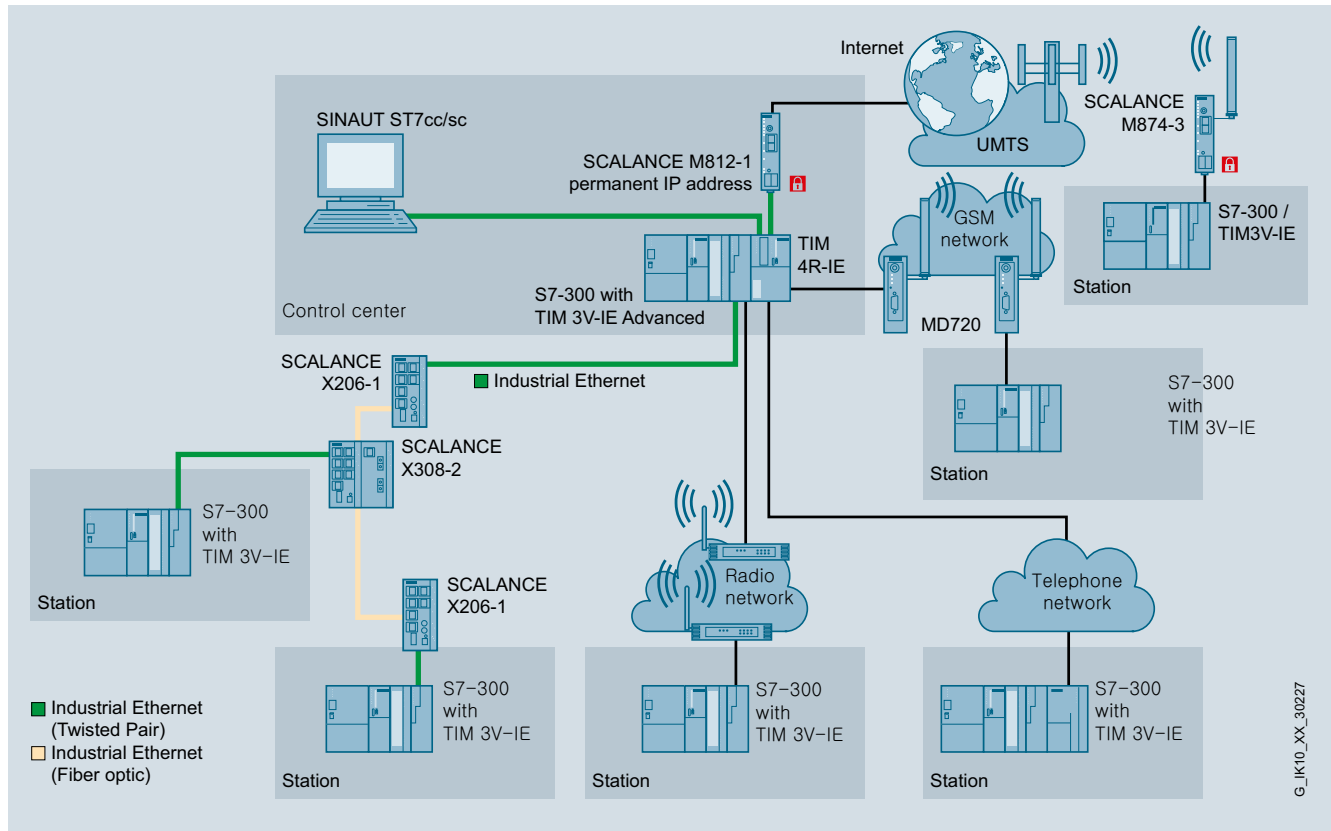 Internet
UMTS
SCALANCE
M874-3
SINAUT ST7cc/sc
SCALANCE M812-1
permanent IP address
S7-300 /
TIM3V-IE
Station
GSM
network
TIM
4R-IE
S7-300 with
TIM 3V-IE Advanced
Control center
MD720
SCALANCE
X206-1
Industrial Ethernet
S7-300
with
TIM 3V-IE
Station
SCALANCE
X308-2
S7-300
with
TIM 3V-IE
Station
SCALANCE
X206-1
Radio
network
Telephone
network
S7-300
with
TIM 3V-IE
Station
S7-300
with
TIM 3V-IE
Station
S7-300
with
TIM 3V-IE
Station
Industrial Ethernet
(Twisted Pair)
Industrial Ethernet
(Fiber optic)
G_IK10_XX_30227